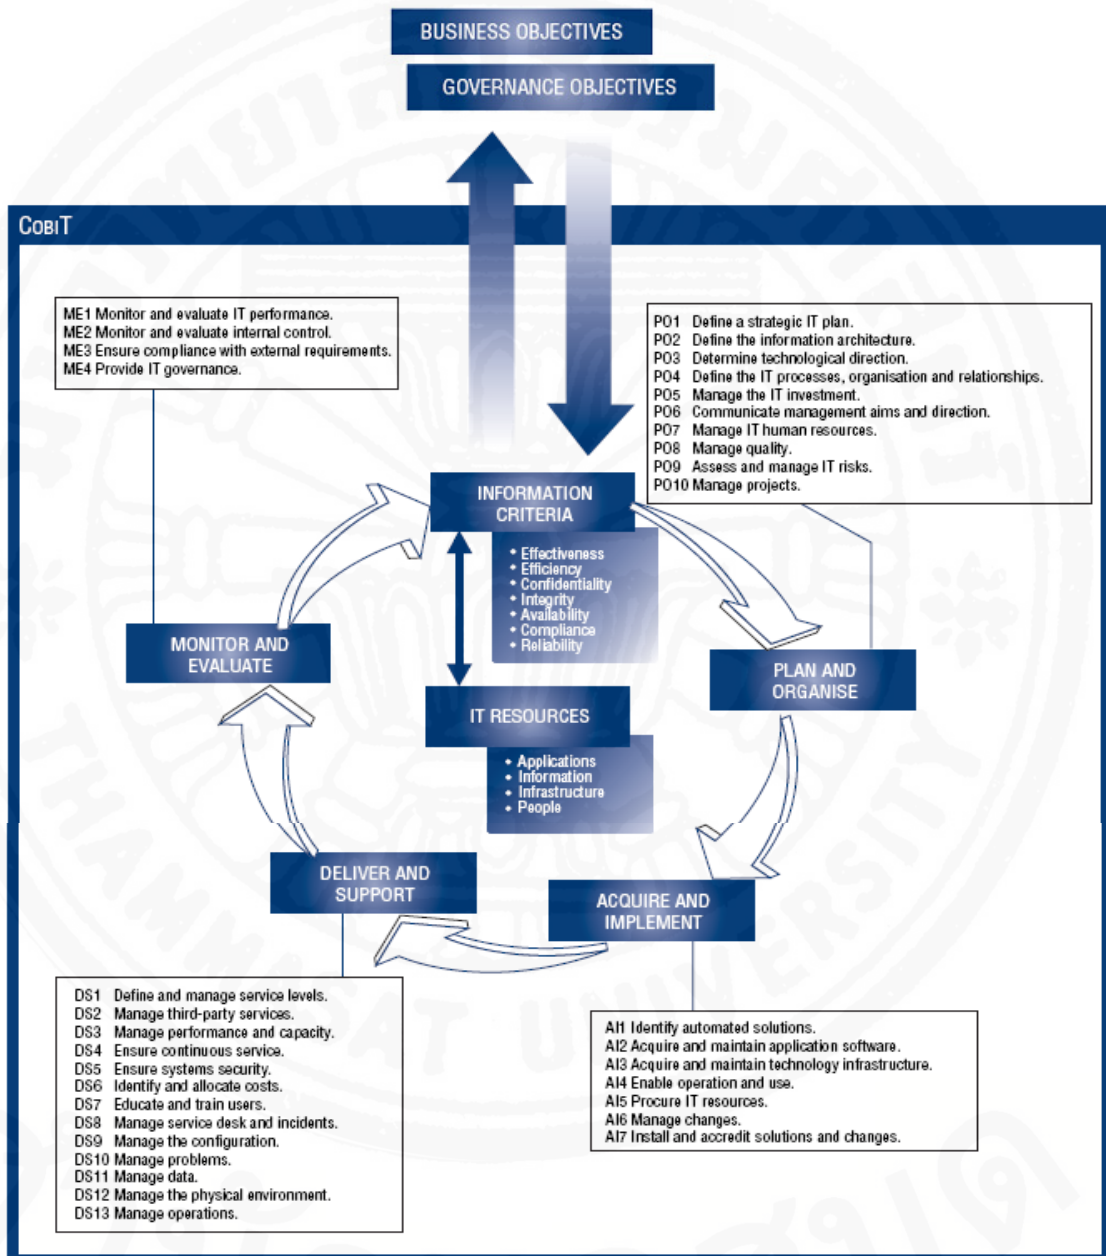 BUSINESS OBJECTIVES
GOVERNANCE OBJECTIVES
COBIT
ME1 Monitor and evaluate IT performance.
ME2 Monitor and evaluate internal control.
ME3 Ensure compliance with external requirements.
ME4 Provide IT governance.
PO1 Define a strategic IT plan.
PO2 Define the information architecture.
PO3 Determine technological direction.
PO4 Define the IT processes, organisation and relationships.
PO5 Manage the IT investment.
PO6 Communicate management aims and direction.
PO7 Manage IT human resources.
PO8 Manage quality.
PO9 Assess and manage IT risks.
PO10 Manage projects.
INFORMATION
CRITERIA
• Effectiveness
• Efficiency
• Confidentiality
• Integrity
• Availability
• Compliance
• Reliability
MONITOR AND
EVALUATE
PLAN AND
ORGANISE
IT RESOURCES
• Applications
• Information
• Infrastructure
• People
DELIVER AND
SUPPORT
ACQUIRE AND
IMPLEMENT
DS1 Define and manage service levels.
DS2 Manage third-party services.
DS3 Manage performance and capacity.
DS4 Ensure continuous service.
DS5 Ensure systems security.
DS6 Identify and allocate costs.
DS7 Educate and train users.
DS8 Manage service desk and incidents.
DS9 Manage the configuration.
DS10 Manage problems.
DS11 Manage data.
DS12 Manage the physical environment.
DS13 Manage operations.
AI1 Identify automated solutions.
AI2 Acquire and maintain application software.
AI3 Acquire and maintain technology infrastructure.
AI4 Enable operation and use.
AI5 Procure IT resources.
AI6 Manage changes.
AI7 Install and accredit solutions and changes.
THAMMASAT UNIVERSITY